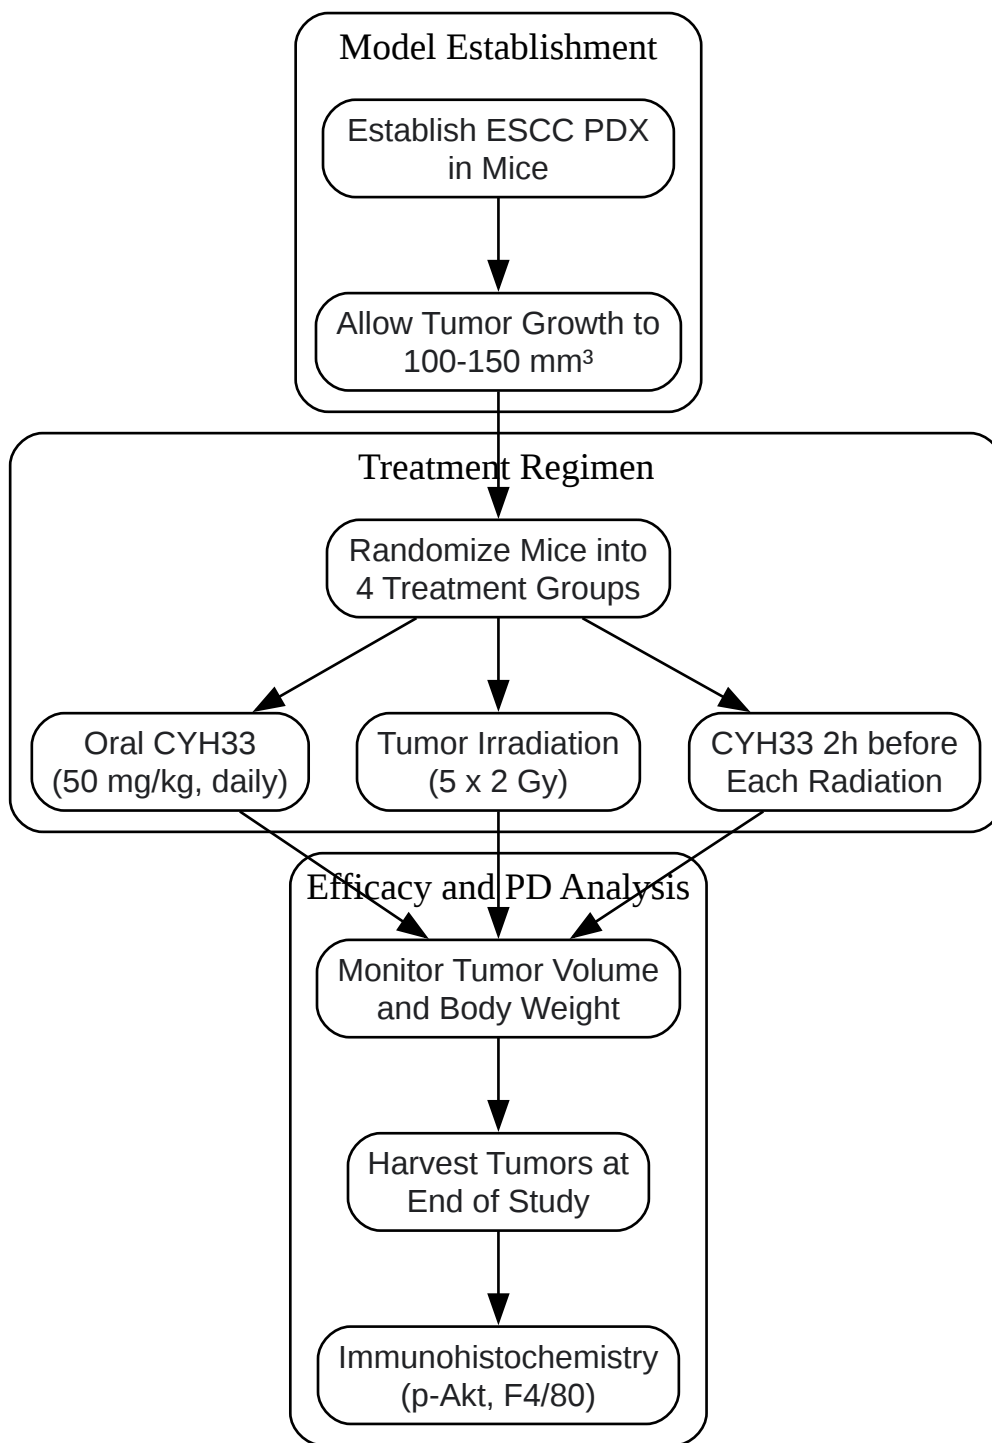 Model Establishment
Establish ESCC PDX
in Mice
Allow Tumor Growth to
100-150 mm³
Treatment Regimen
Randomize Mice into
4 Treatment Groups
Oral CYH33
(50 mg/kg, daily)
Tumor Irradiation
(5 x 2 Gy)
CYH33 2h before
Each Radiation
Efficacy and PD Analysis
Monitor Tumor Volume
and Body Weight
Harvest Tumors at
End of Study
Immunohistochemistry
(p-Akt, F4/80)